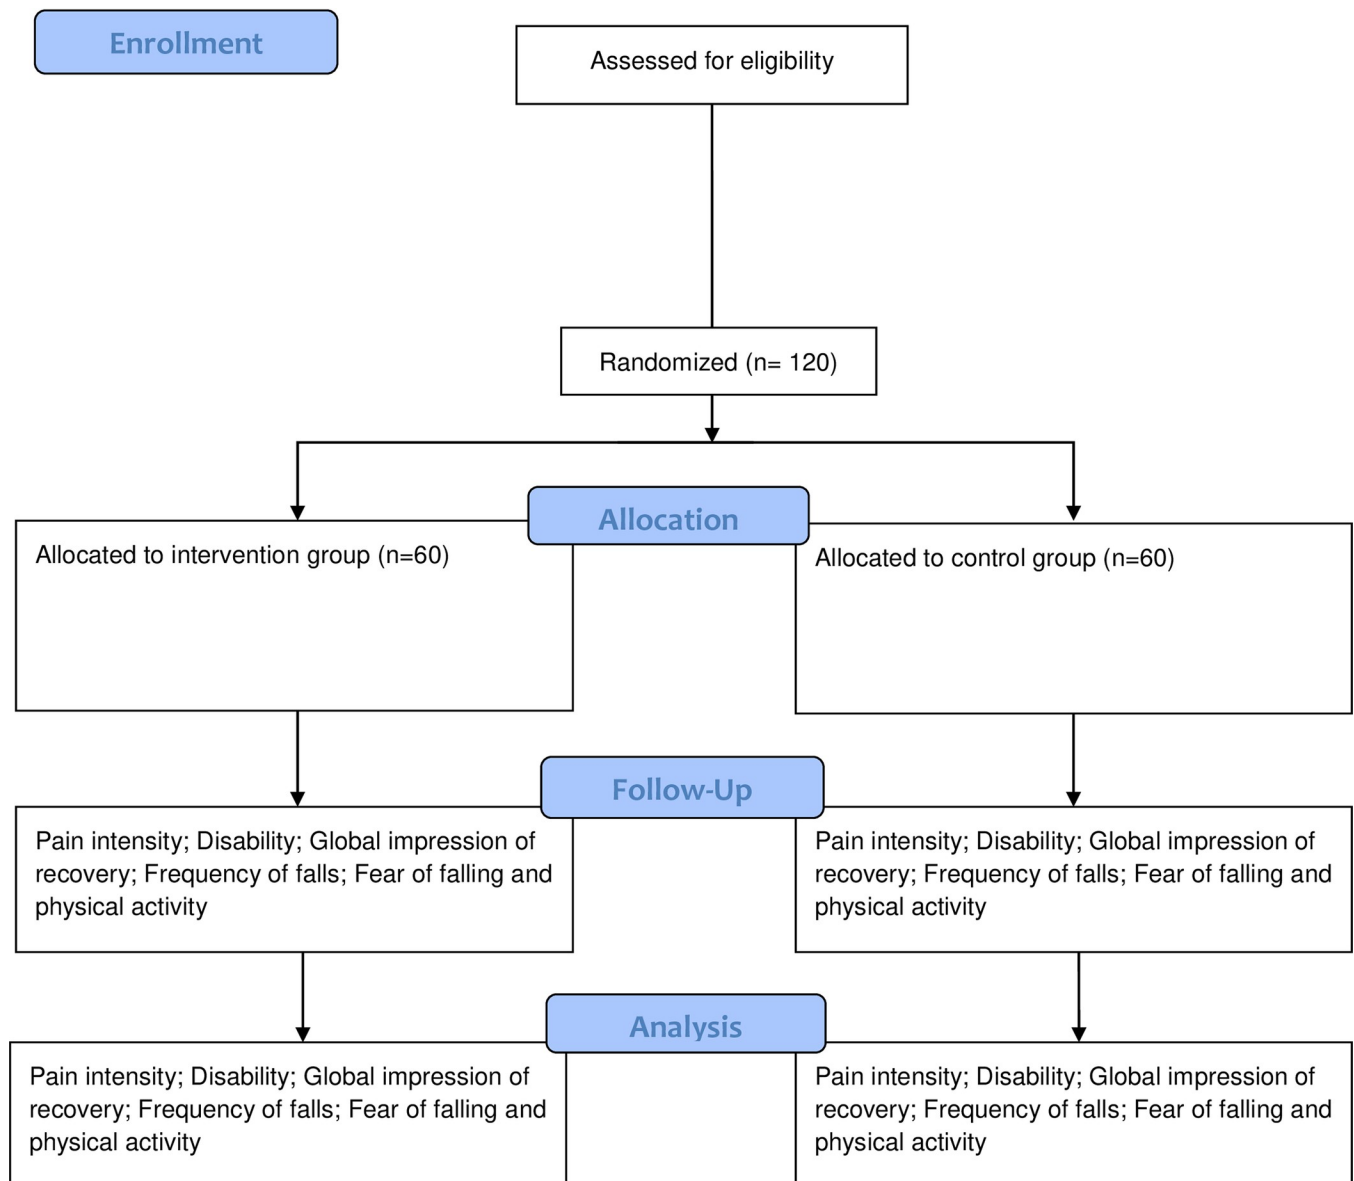 Enrollment
Assessed for eligibility
Randomized (n= 120)
Allocation
Allocated to intervention group (n=60)
Allocated to control group (n=60)
Follow-Up
Pain intensity; Disability; Global impression of
recovery; Frequency of falls; Fear of falling and
physical activity
Pain intensity; Disability; Global impression of
recovery; Frequency of falls; Fear of falling and
physical activity
Analysis
Pain intensity; Disability; Global impression of
recovery; Frequency of falls; Fear of falling and
physical activity
Pain intensity; Disability; Global impression of
recovery; Frequency of falls; Fear of falling and
physical activity